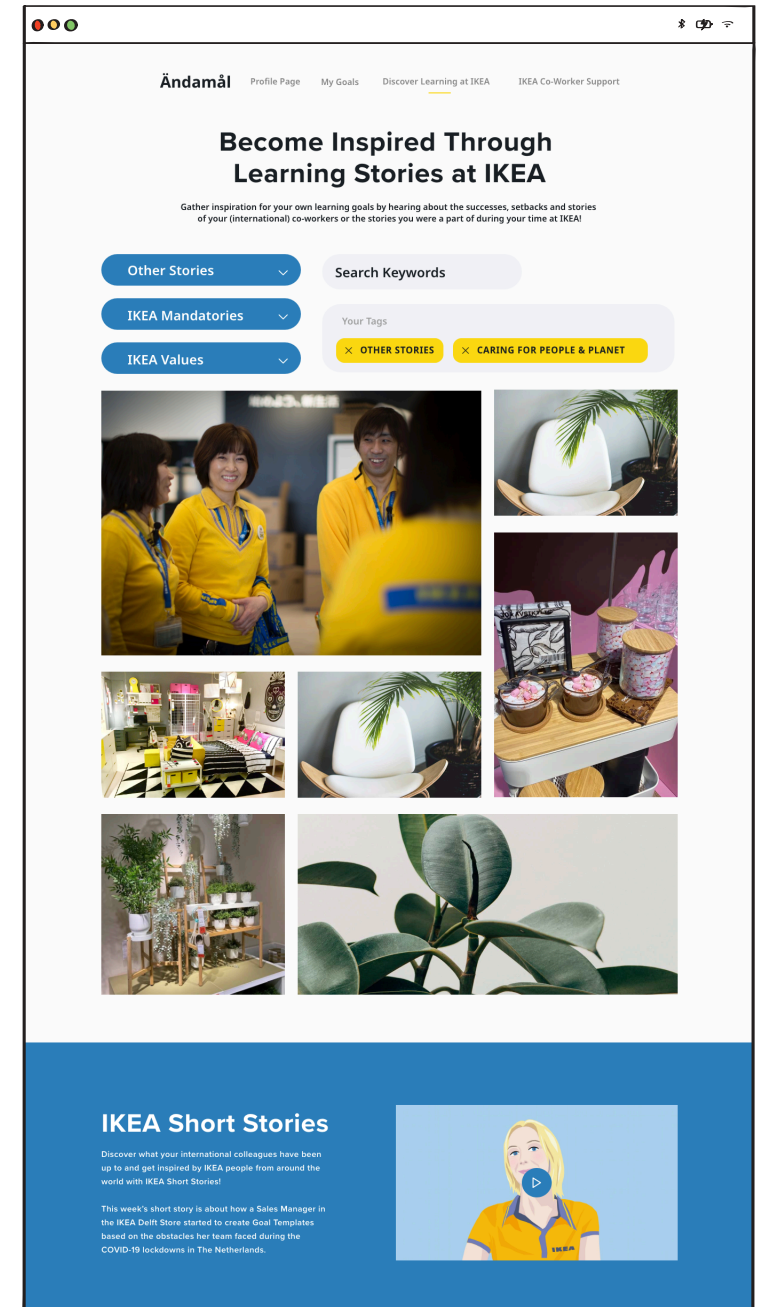 Ändamål Profile Page My Goals Discover Learning at IKEA IKEA Co-Worker Support
Become Inspired Through
Learning Stories at IKEA
Gather inspiration for your own learning goals by hearing about the successes, setbacks and stories
of your (international) co-workers or the stories you were a part of during your time at IKEA!
Other Stories
IKEA Mandatories
IKEA Values
Search Keywords
Your Tags
× OTHER STORIES × CARING FOR PEOPLE & PLANET
IKEA
IKEA Short Stories
Discover what your international colleagues have been
up to and get inspired by IKEA people from around the
world with IKEA Short Stories!
This week's short story is about how a Sales Manager in
the IKEA Delft Store started to create Goal Templates
based on the obstacles her team faced during the
COVID-19 lockdowns in The Netherlands.
IKEA